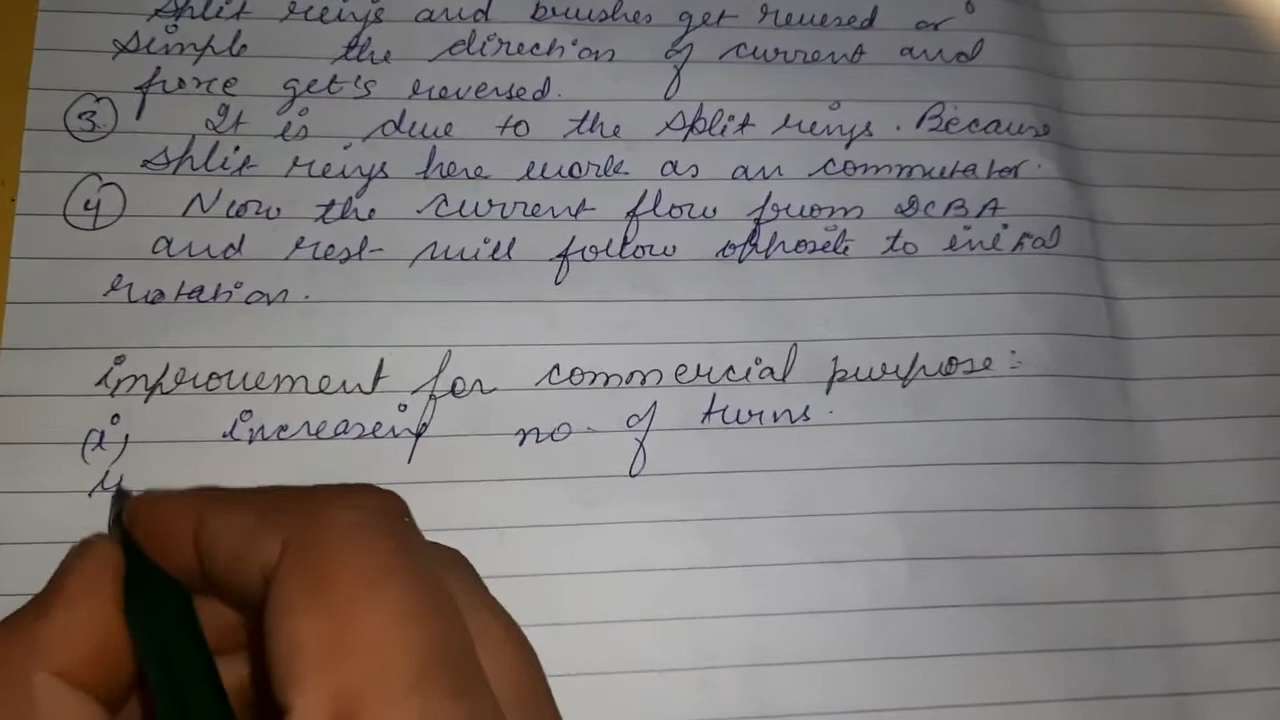 split rings and brushes get revered or
simple the direction of current and
force get's reversed.
(3) It is due to the split rings. Because
split rings here work as an commutator.
(4) Now the current flow from DCBA
and rest will follow opposite to inital
rotation.
improvement for commercial purpose:
(i) increasing no. of turns.